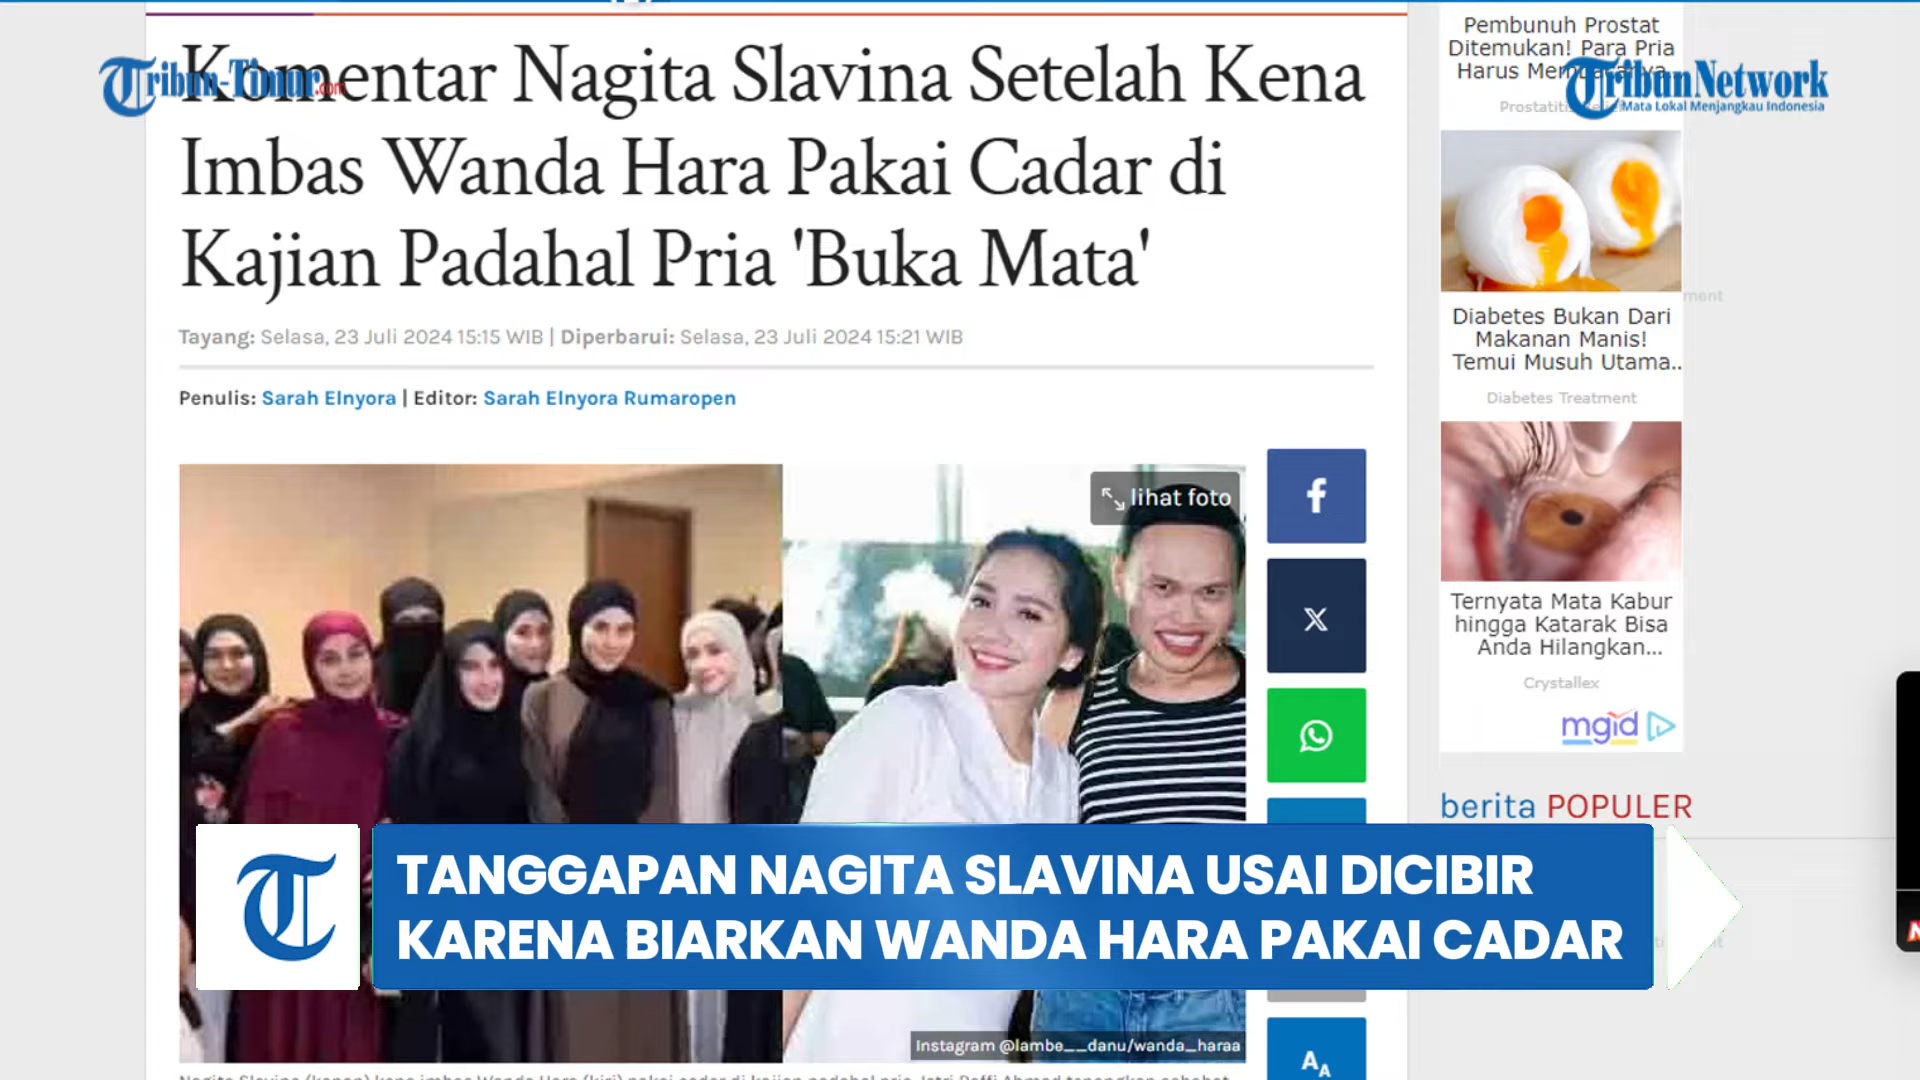 Komentar Nagita Slavina Setelah Kena
Imbas Wanda Hara Pakai Cadar di
Kajian Padahal Pria 'Buka Mata'
Tribun-Timur.com
TribunNetwork
Mata Lokal Menjangkau Indonesia
Tayang: Selasa, 23 Juli 2024 15:15 WIB | Diperbarui: Selasa, 23 Juli 2024 15:21 WIB
Penulis: Sarah Elnyora | Editor: Sarah Elnyora Rumaropen
lihat foto
Instagram @lambe__danu/wanda_haraa
TANGGAPAN NAGITA SLAVINA USAI DICIBIR
KARENA BIARKAN WANDA HARA PAKAI CADAR
Pembunuh Prostat
Ditemukan! Para Pria
Harus
Diabetes Bukan Dari
Makanan Manis!
Temui Musuh Utama..
Diabetes Treatment
Ternyata Mata Kabur
hingga Katarak Bisa
Anda Hilangkan...
Crystallex
mgid
berita POPULER